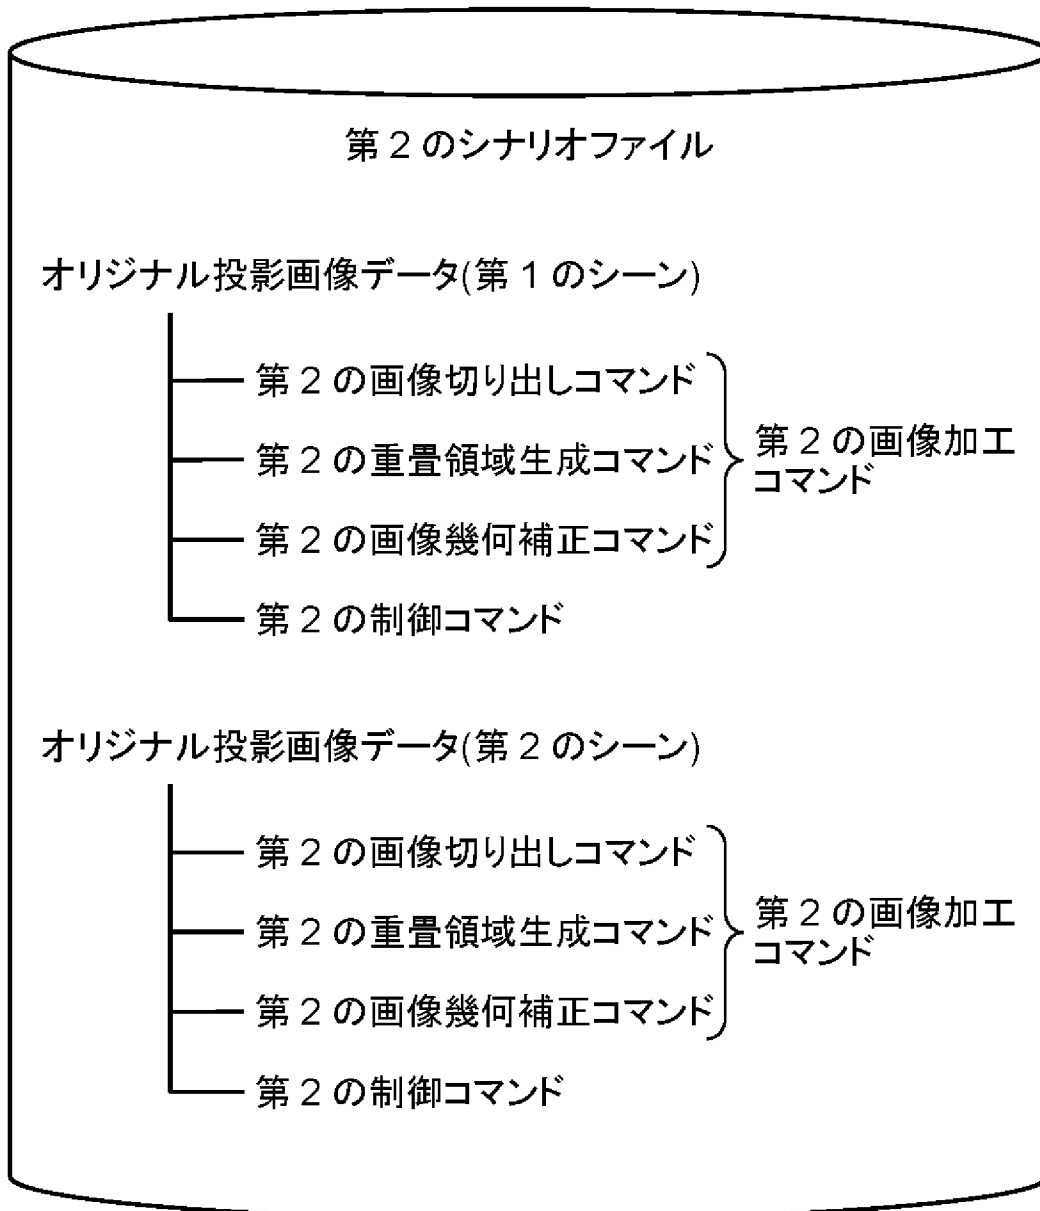 第２のシナリオファイル
オリジナル投影画像データ(第１のシーン)
第２の画像切り出しコマンド
第２の重畳領域生成コマンド
第２の画像幾何補正コマンド
第２の画像加工
コマンド
第２の制御コマンド
オリジナル投影画像データ(第２のシーン)
第２の画像切り出しコマンド
第２の重畳領域生成コマンド
第２の画像幾何補正コマンド
第２の画像加工
コマンド
第２の制御コマンド